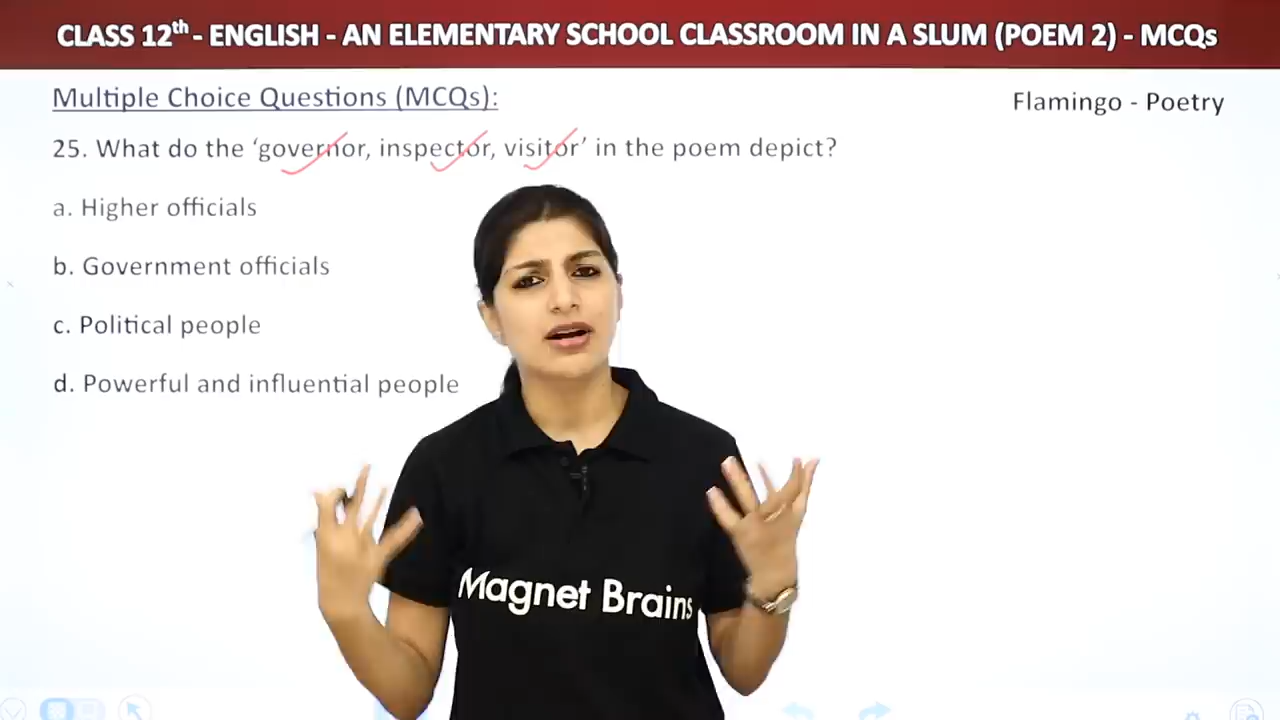 CLASS 12th - ENGLISH - AN ELEMENTARY SCHOOL CLASSROOM IN A SLUM (POEM 2) - MCQs
Multiple Choice Questions (MCQs):
Flamingo - Poetry
25. What do the ‘governor, inspector, visitor’ in the poem depict?
a. Higher officials
b. Government officials
c. Political people
d. Powerful and influential people
Magnet Brains